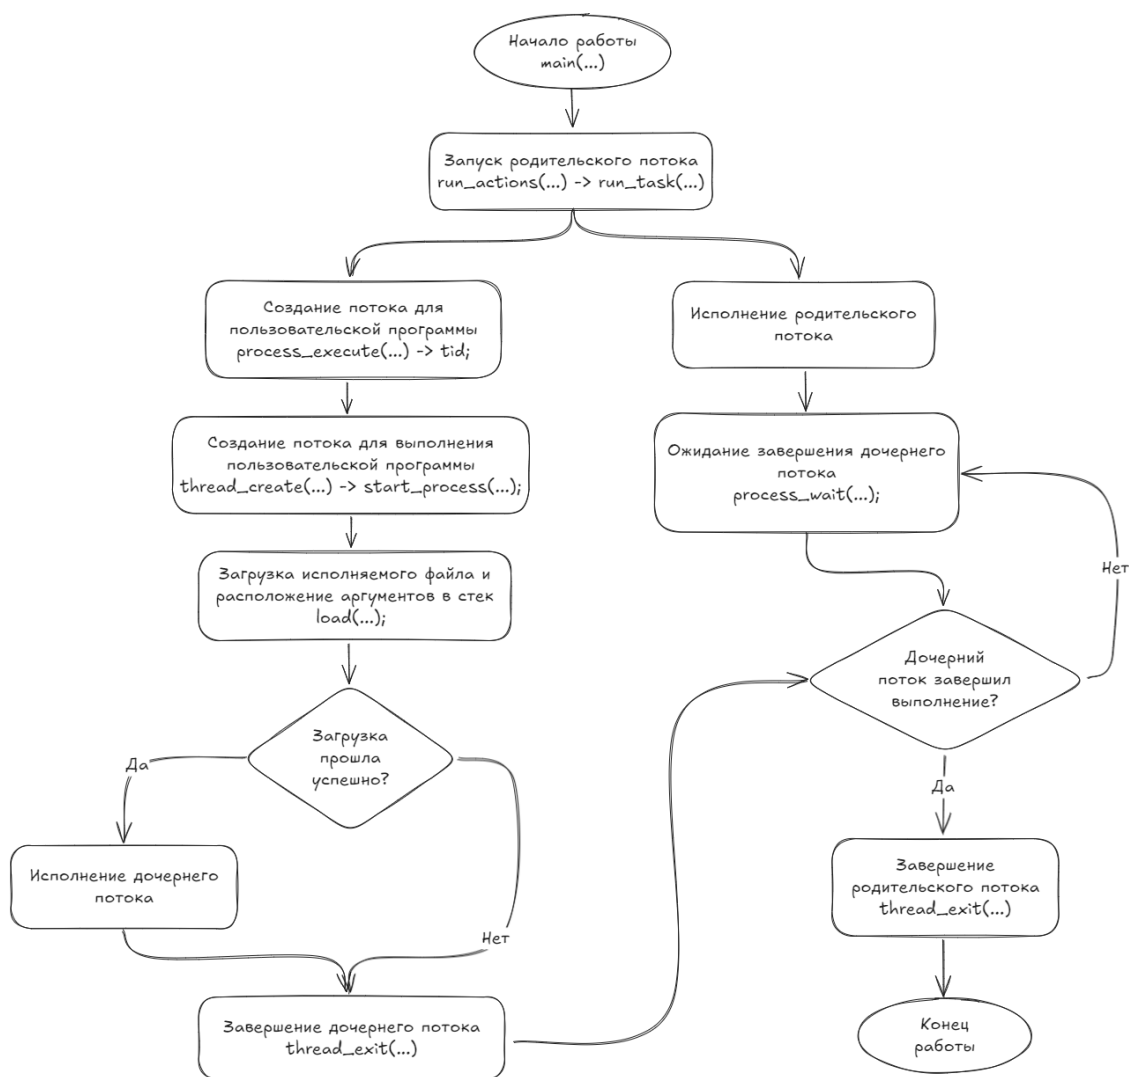 Начало работы
main(...)
Запуск родительского потока
run_actions(...) -> run_task(...)
Создание потока для
пользовательской программы
process_execute(...) -> tid;
Исполнение родительского
потока
Создание потока для выполнения
пользовательской программы
thread_create(...) -> start_process(...);
Ожидание завершения дочернего
потока
process_wait(...);
Загрузка исполняемого файла и
расположение аргументов в стек
load(...);
Нет
Дочерний
поток завершил
выполнение?
Загрузка
прошла
успешно?
Да
Да
Исполнение дочернего
потока
Нет
Завершение
родительского потока
thread_exit(...)
Завершение дочернего потока
thread_exit(...)
Конец
работы